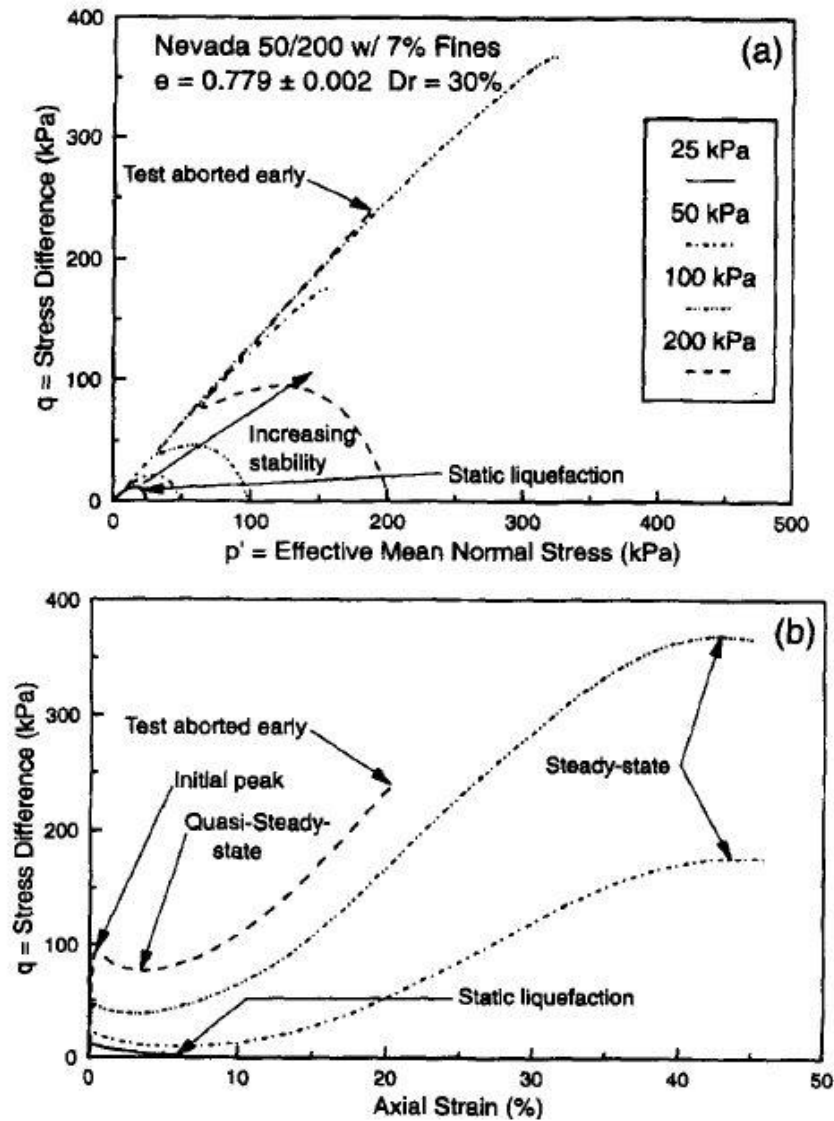 400
300
200
100
0
q = Stress Difference (kPa)
Nevada 50/200 w/ 7% Fines
e = 0.779 ± 0.002 Dr = 30%
(a)
Test aborted early
25 kPa
50 kPa
100 kPa
200 kPa
Increasing
stability
Static liquefaction
0 100 200 300 400 500
p' = Effective Mean Normal Stress (kPa)
400
300
200
100
0
q = Stress Difference (kPa)
(b)
Test aborted early
Initial peak
Quasi-Steady-
state
Steady-state
Static liquefaction
0 10 20 30 40 50
Axial Strain (%)